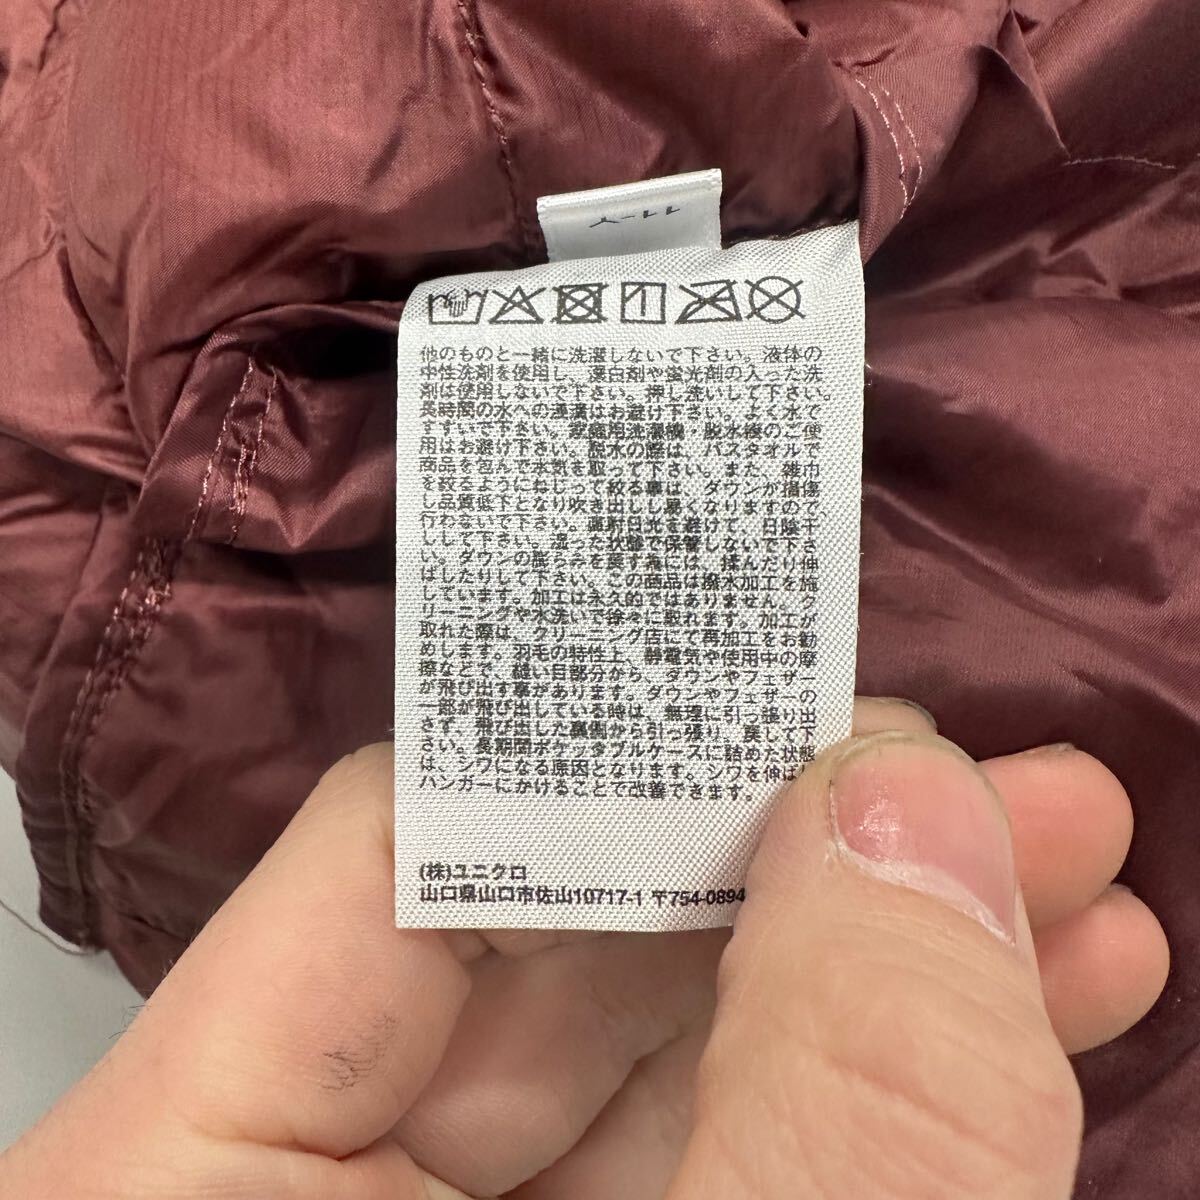 他のものと一緒に洗濯しないで下さい。液体の
中性洗剤を使用し、漂白剤や蛍光剤の入った洗
剤は使用しないで下さい。押し洗いして下さい。
長時間の水への浸漬はお避け下さい。よく水で
すすいで下さい。家庭用洗濯機・脱水機のご使
用はお避け下さい。脱水の際は、バスタオルで
商品を包んで水気を取って下さい。また、雑巾
を絞るようにねじって絞る事は、ダウンが損傷
し品質低下となり吹き出し易くなりますので
行わないで下さい。直射日光を避けて、日陰干
しして下さい。湿った状態で保管しないで下さ
い。ダウンの膨らみを戻す為には、揉んだり伸
ばしたりして下さい。この商品は撥水加工を施
しています。加工は永久的ではありません。ク
リーニングや水洗いで徐々に取れます。加工が
取れた際は、クリーニング店にて再加工をお勧
めします。羽毛の特性上、静電気や使用中の摩
擦などで、縫い目部分から、ダウンやフェザー
が飛び出す事があります。ダウンやフェザーの
一部が飛び出している時は、無理に引っ張り出
さず、飛び出した裏側から引っ張り、戻して下
さい。長期間ポケッタブルケースに詰めた状態
は、シワになる原因となります。シワを伸ばし
ハンガーにかけることで改善できます。
(株)ユニクロ
山口県山口市佐山10717-1 〒754-0894